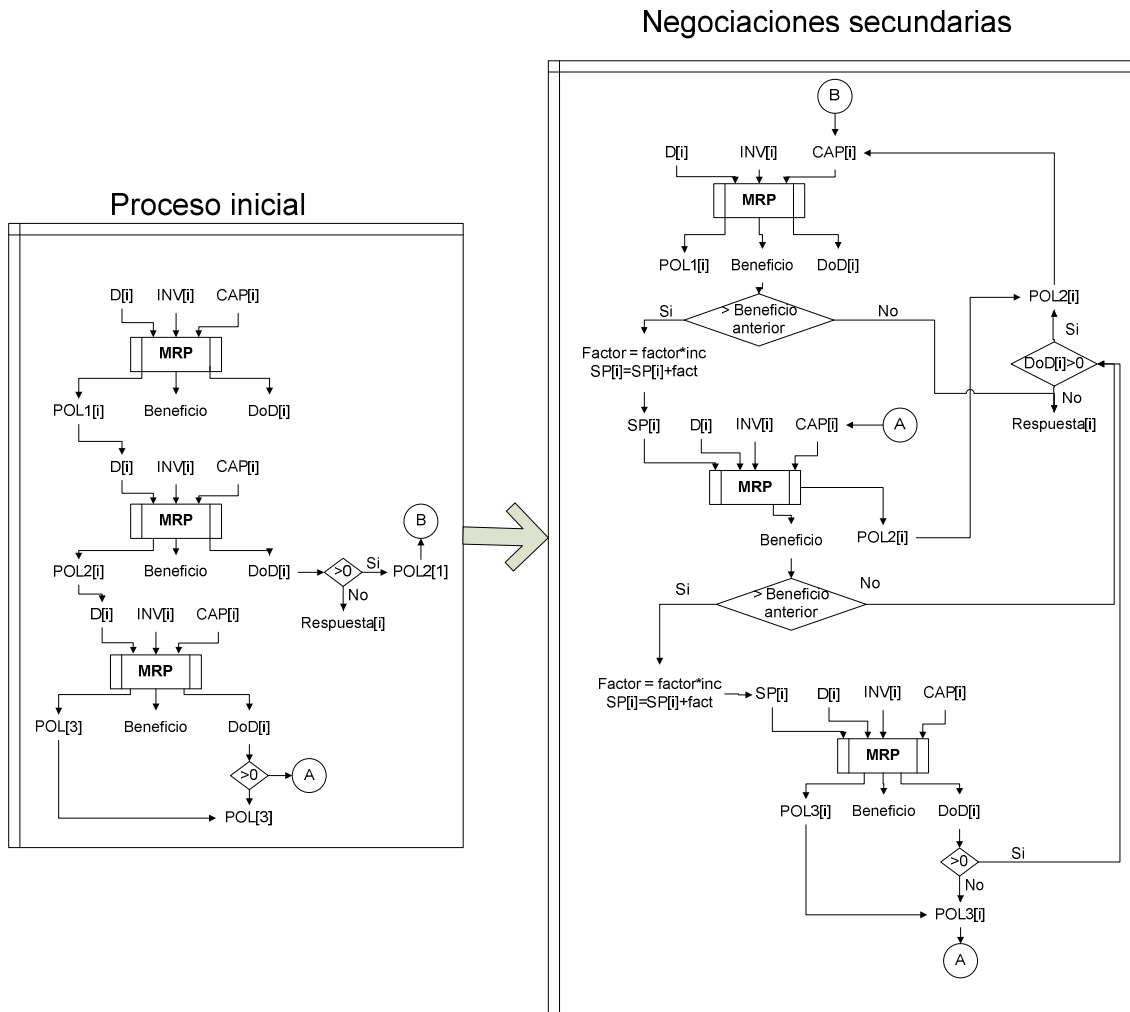 Negociaciones secundarias
Proceso inicial
D[i] INV[i] CAP[i]
MRP
POL1[i] Beneficio DoD[i]
D[i] INV[i] CAP[i]
MRP
B
POL2[i] Beneficio DoD[i] >0 Si POL2[1]
No
Respuesta[i]
D[i] INV[i] CAP[i]
MRP
POL[3] Beneficio DoD[i]
>0 A
POL[3]
B
D[i] INV[i] CAP[i]
MRP
POL1[i] Beneficio DoD[i]
Si > Beneficio No
anterior
POL2[i]
Si
DoD[i]>0
No
Respuesta[i]
Factor = factor*inc
SP[i]=SP[i]+fact
SP[i] D[i] INV[i] CAP[i] A
MRP
Beneficio POL2[i]
Si > Beneficio No
anterior
Factor = factor*inc
SP[i]=SP[i]+fact
SP[i] D[i] INV[i] CAP[i]
MRP
POL3[i] Beneficio DoD[i]
>0 Si
No
POL3[i]
A